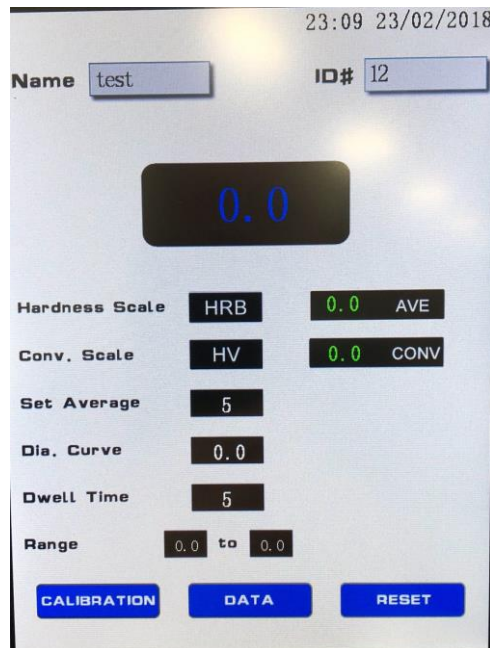 23:09 23/02/2018
Name test ID# 12
0.0
Hardness Scale HRB 0.0 AVE
Conv. Scale HV 0.0 CONV
Set Average 5
Dia. Curve 0.0
Dwell Time 5
Range 0.0 to 0.0
CALIBRATION DATA RESET